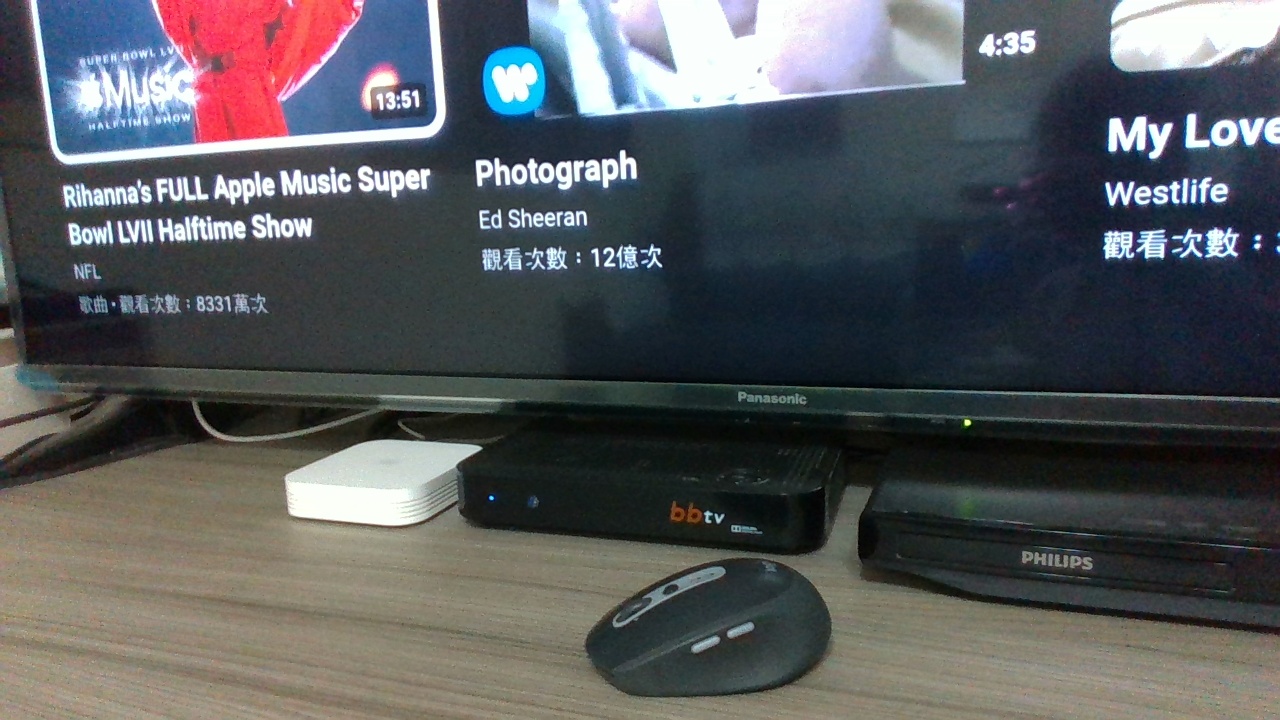 SUPER BOWL LVII
Music
HALFTIME SHOW
13:51
4:35
Rihanna's FULL Apple Music Super
Bowl LVII Halftime Show
NFL
歌曲 · 觀看次數：8331萬次
Photograph
Ed Sheeran
觀看次數：12億次
My Love
Westlife
觀看次數：
Panasonic
bbtv
PHILIPS